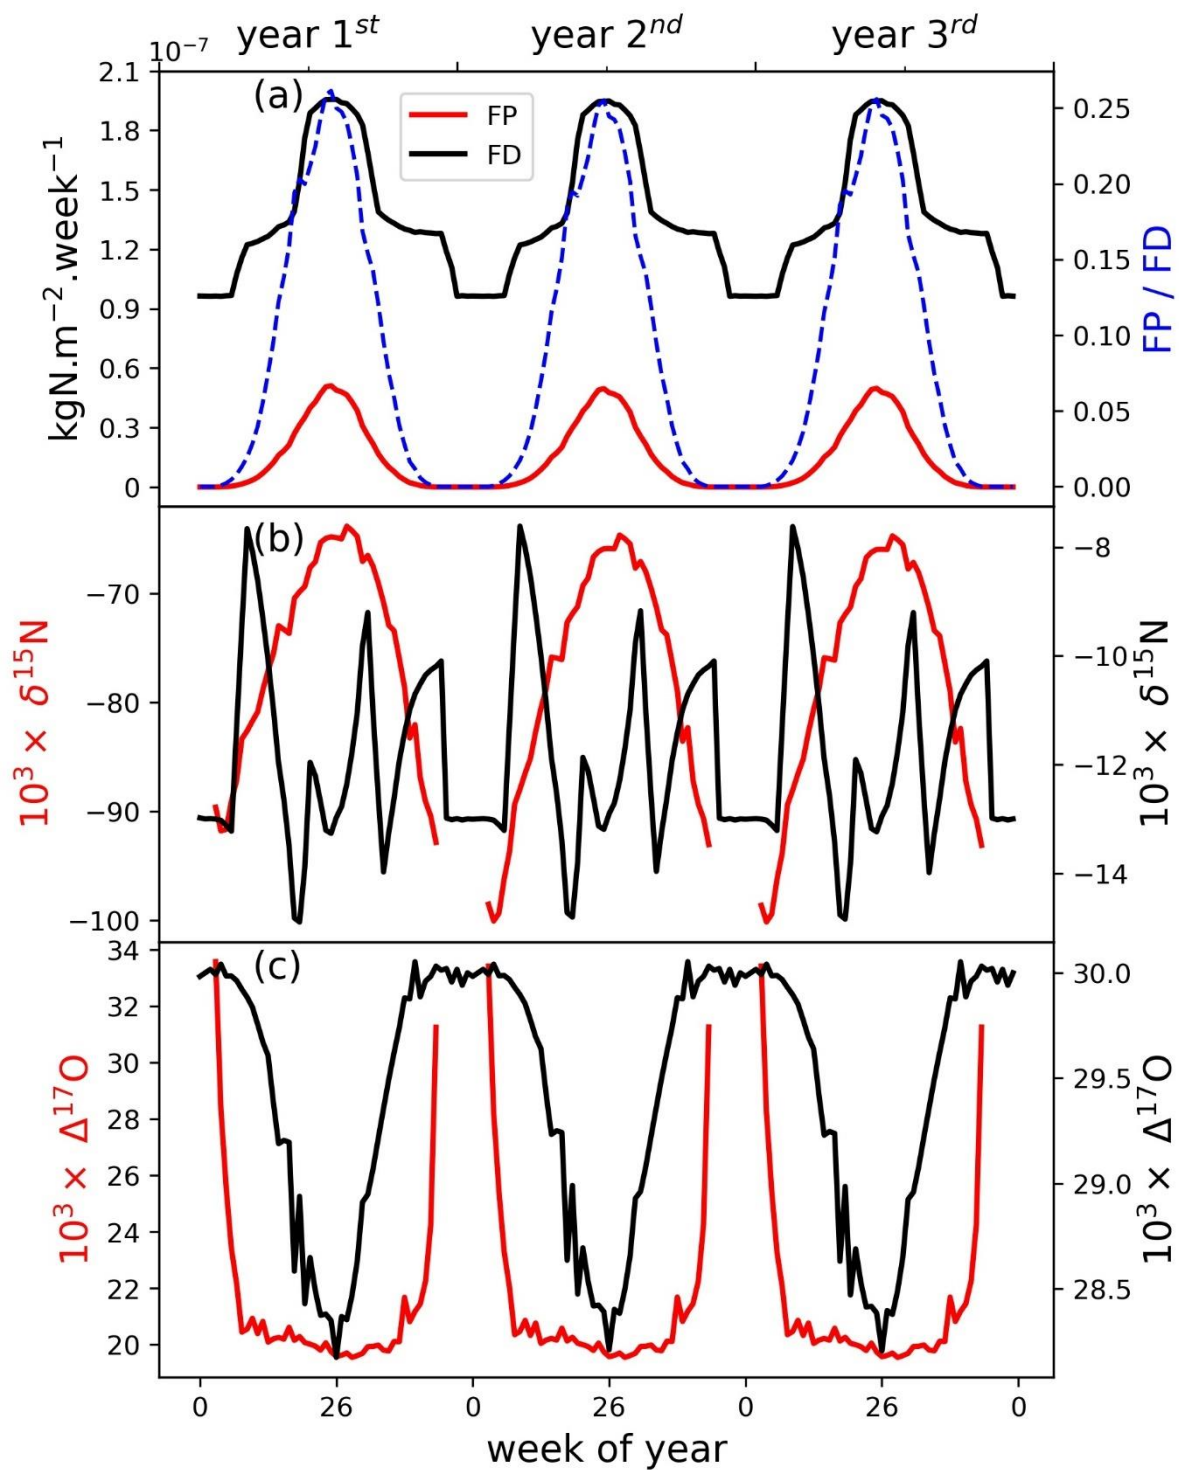 year 1st year 2nd year 3rd
10−7
(a)
FP
FD
2.1
1.8
1.5
1.2
0.9
0.6
0.3
0
kgN.m−2.week−1
0.25
0.20
0.15
0.10
0.05
0.00
FP / FD
(b)
−70
−80
−90
−100
10³ × δ¹⁵N
−8
−10
−12
−14
10³ × δ¹⁵N
(c)
34
32
30
28
26
24
22
20
10³ × Δ¹⁷O
30.0
29.5
29.0
28.5
10³ × Δ¹⁷O
0 26 0 26 0 26 0
week of year